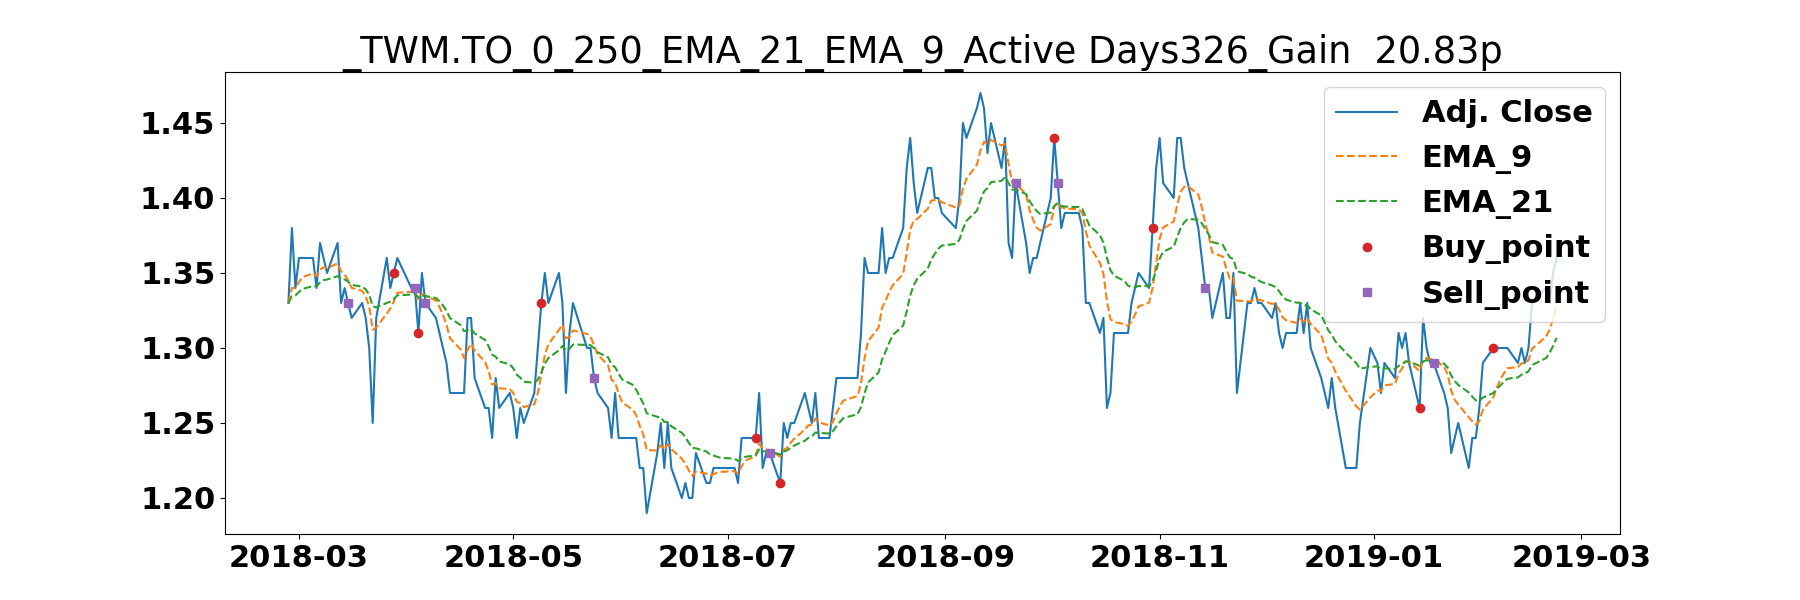 _TWM.TO_0_250_EMA_21_EMA_9_Active Days326_Gain  20.83p
1.45
1.40
1.35
1.30
1.25
1.20
2018-03
2018-05
2018-07
2018-09
2018-11
2019-01
2019-03
Adj. Close
EMA_9
EMA_21
Buy_point
Sell_point